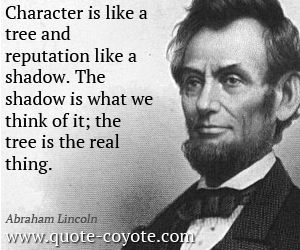 Character is like a
tree and
reputation like a
shadow. The
shadow is what we
think of it; the
tree is the real
thing.
Abraham Lincoln
www.quote-coyote.com